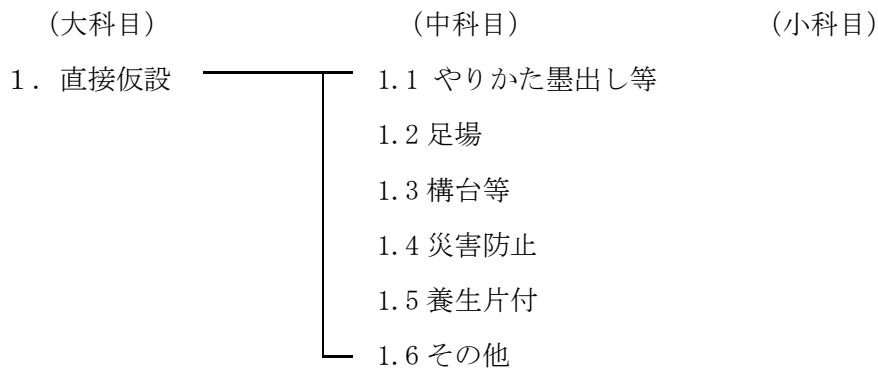 （大科目） （中科目） （小科目）
１．直接仮設 1.1 やりかた墨出し等
1.2 足場
1.3 構台等
1.4 災害防止
1.5 養生片付
1.6 その他